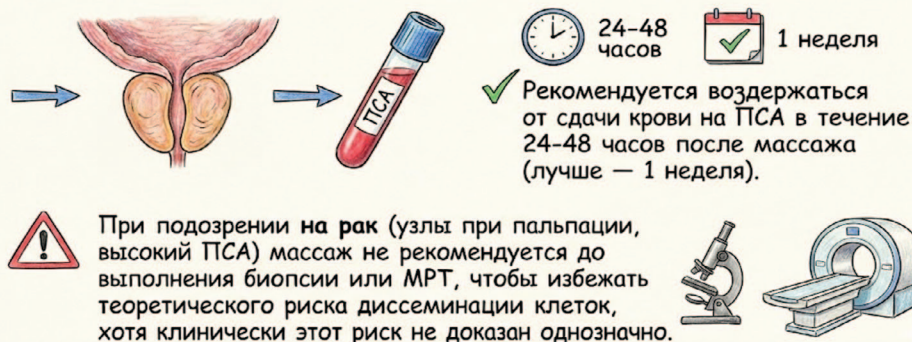 24-48
часов
1 неделя
ПСА
Рекомендуется воздержаться
от сдачи крови на ПСА в течение
24-48 часов после массажа
(лучше — 1 неделя).
При подозрении на рак (узлы при пальпации,
высокий ПСА) массаж не рекомендуется до
выполнения биопсии или МРТ, чтобы избежать
теоретического риска диссеминации клеток,
хотя клинически этот риск не доказан однозначно.